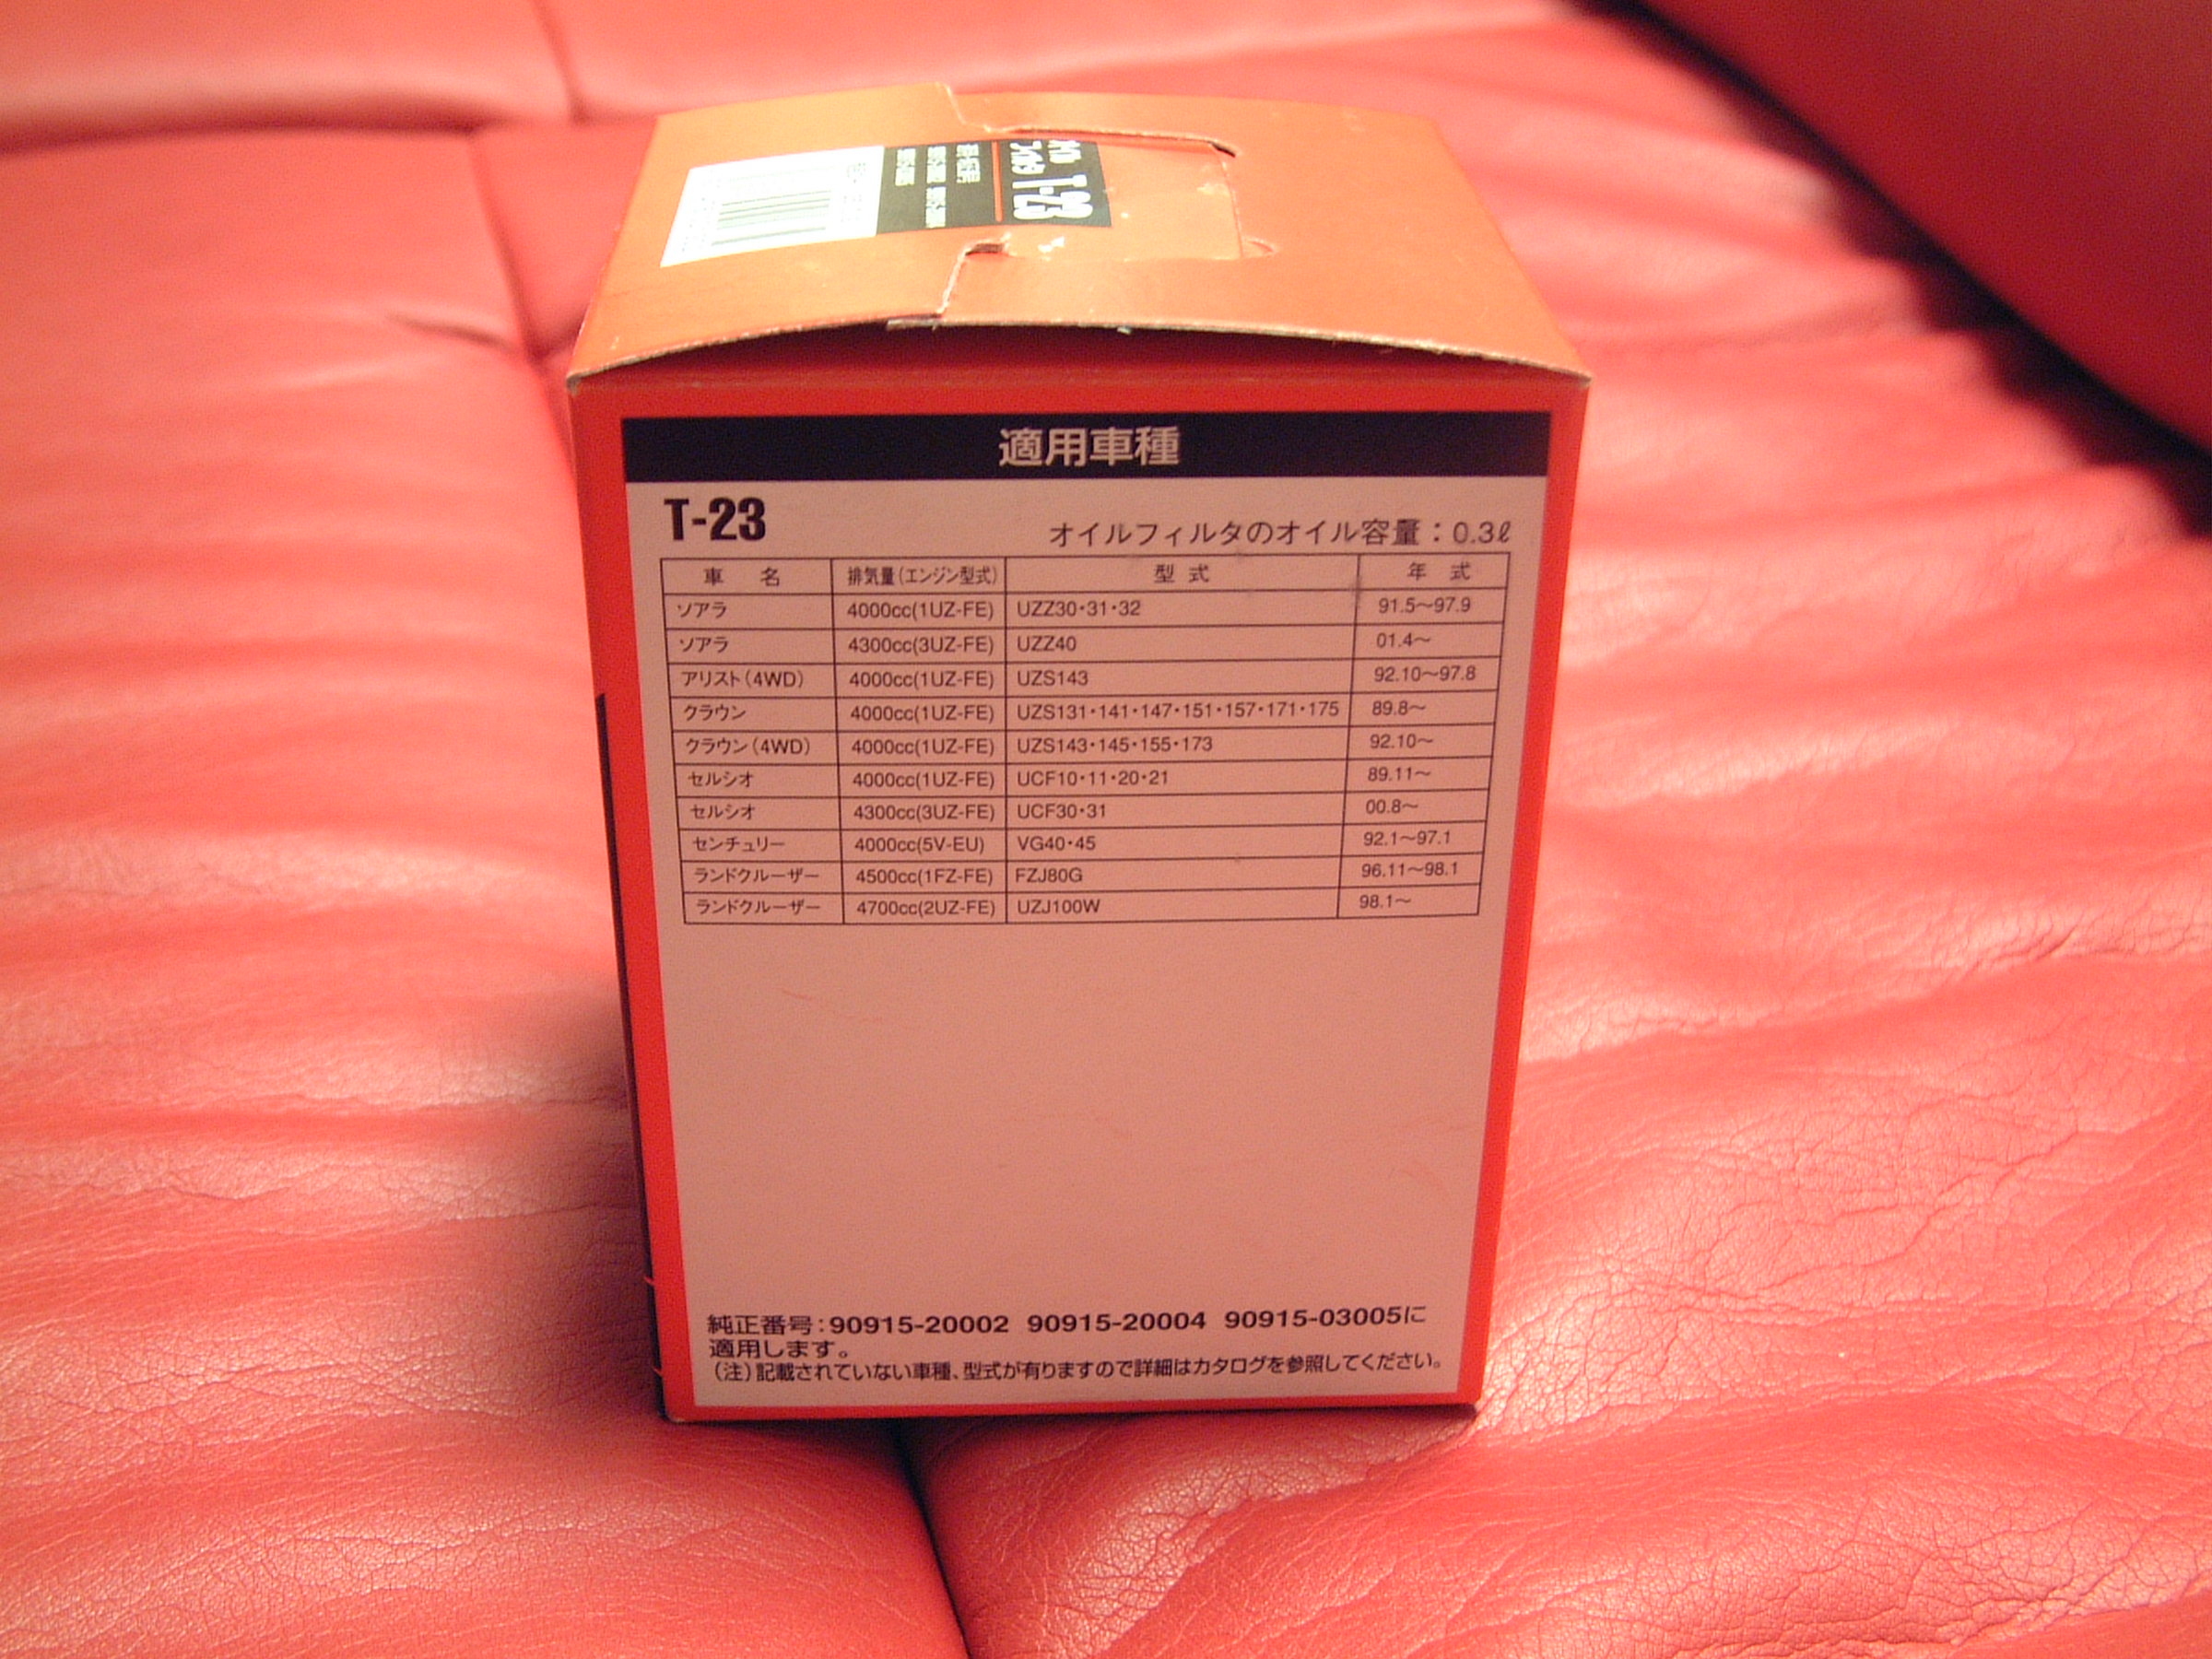 オイル
フィルタ T-23
適用車種
T-23
オイルフィルタのオイル容量：0.3ℓ
車 名 排気量(エンジン型式) 型 式 年 式
ソアラ 4000cc(1UZ-FE) UZZ30・31・32 91.5〜97.9
ソアラ 4300cc(3UZ-FE) UZZ40 01.4〜
アリスト(4WD) 4000cc(1UZ-FE) UZS143 92.10〜97.8
クラウン 4000cc(1UZ-FE) UZS131・141・147・151・157・171・175 89.8〜
クラウン(4WD) 4000cc(1UZ-FE) UZS143・145・155・173 92.10〜
セルシオ 4000cc(1UZ-FE) UCF10・11・20・21 89.11〜
セルシオ 4300cc(3UZ-FE) UCF30・31 00.8〜
センチュリー 4000cc(5V-EU) VG40・45 92.1〜97.1
ランドクルーザー 4500cc(1FZ-FE) FZJ80G 96.11〜98.1
ランドクルーザー 4700cc(2UZ-FE) UZJ100W 98.1〜
純正番号：90915-20002 90915-20004 90915-03005に
適用します。
(注)記載されていない車種、型式が有りますので詳細はカタログを参照してください。